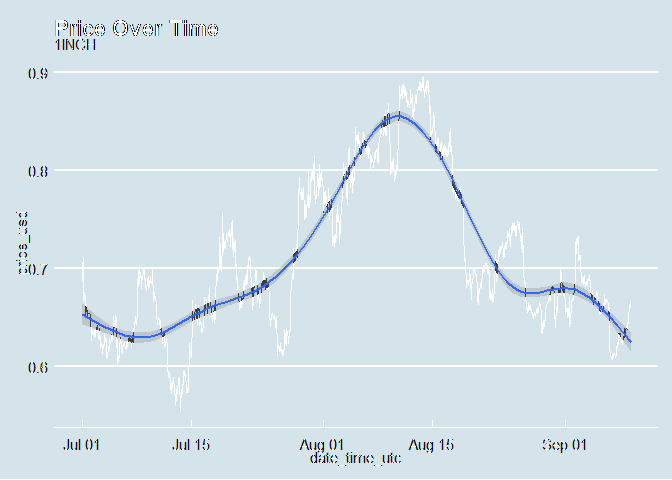 Price Over Time
1INCH
0.9
0.8
0.7
0.6
price_usd
Jul 01
Jul 15
Aug 01
Aug 15
Sep 01
date_time_utc